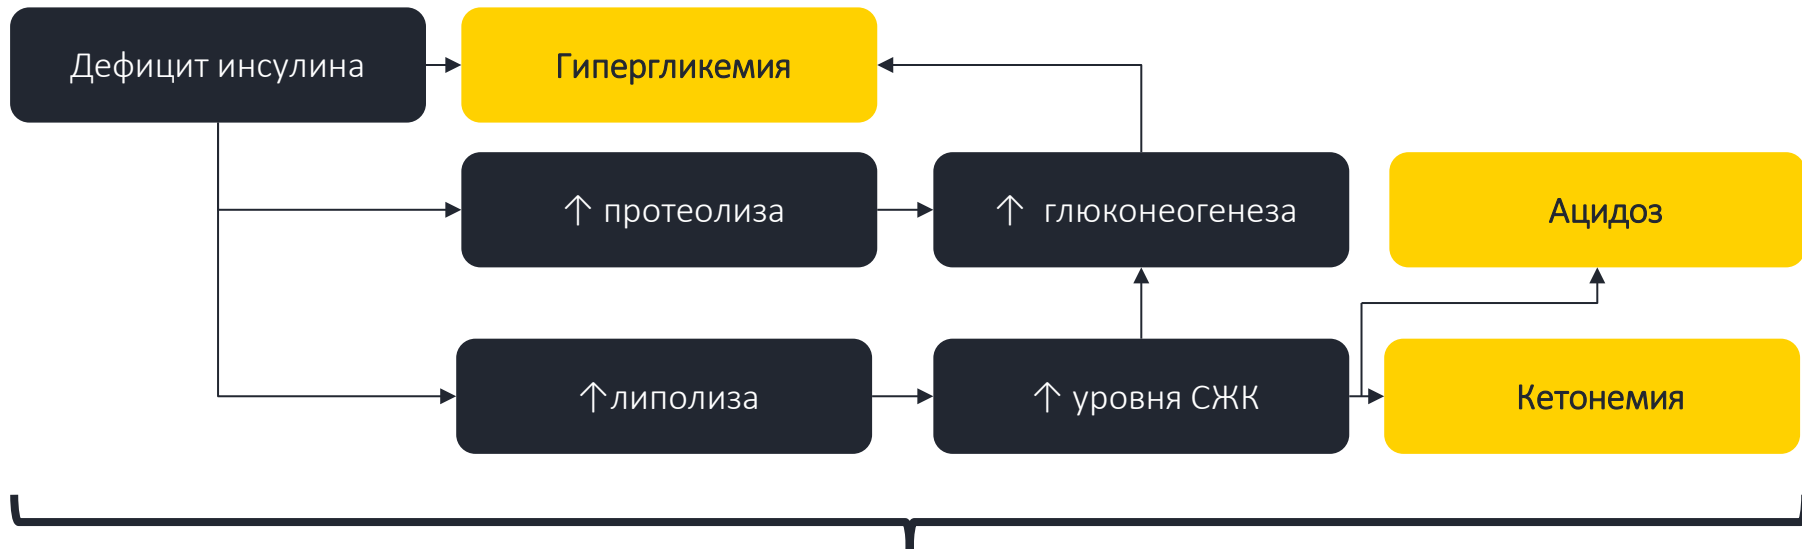 Дефицит инсулина
Гипергликемия
↑ протеолиза
↑ глюконеогенеза
Ацидоз
↑липолиза
↑ уровня СЖК
Кетонемия